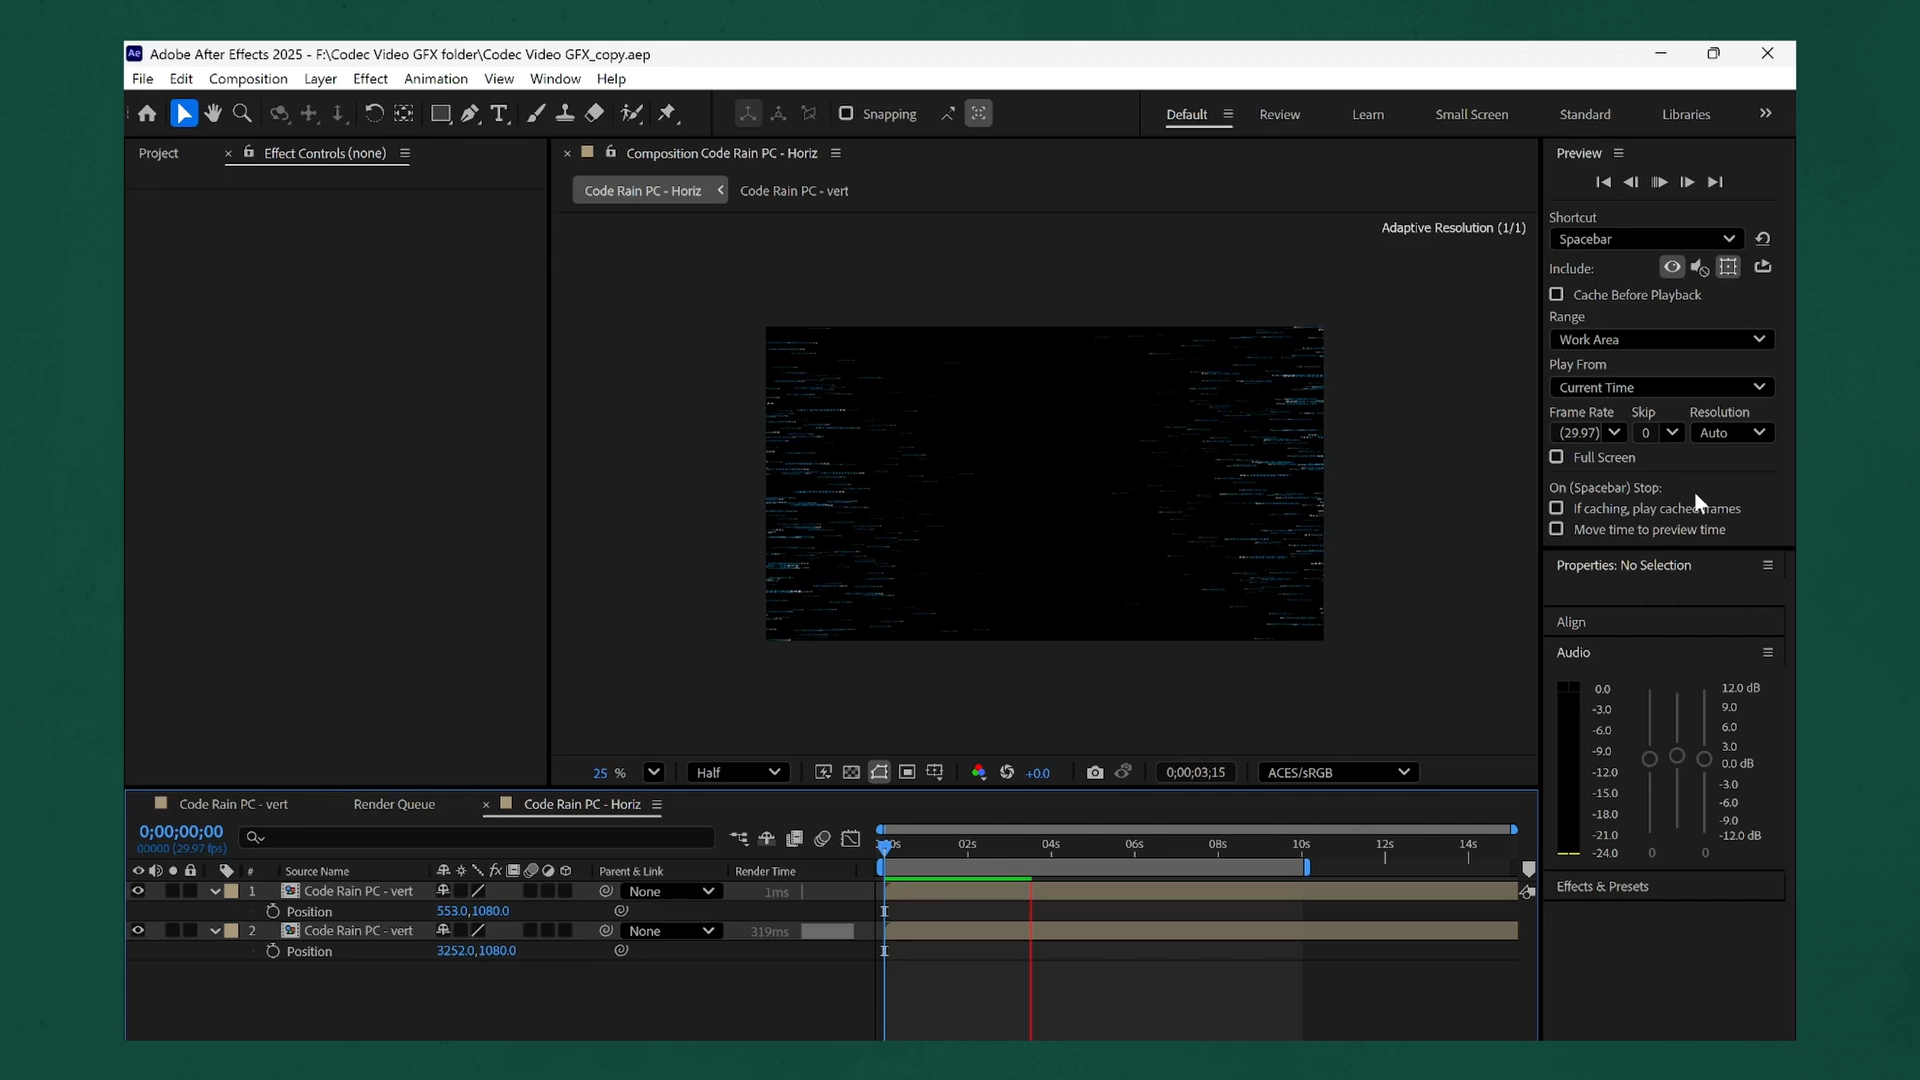 Ae Adobe After Effects 2025 - F:\Codec Video GFX folder\Codec Video GFX_copy.aep
File Edit Composition Layer Effect Animation View Window Help
T Snapping Default Review Learn Small Screen Standard Libraries
Project
Effect Controls (none)
Composition Code Rain PC - Horiz
Code Rain PC - Horiz Code Rain PC - vert
Adaptive Resolution (1/1)
25 % Half +0.0 0;00;03;15 ACES/sRGB
Preview
Shortcut
Spacebar
Include:
Cache Before Playback
Range
Work Area
Play From
Current Time
Frame Rate Skip Resolution
(29.97) 0 Auto
Full Screen
On (Spacebar) Stop:
If caching, play cached frames
Move time to preview time
Properties: No Selection
Align
Audio
0.0 12.0 dB
-3.0 9.0
-6.0 6.0
-9.0 3.0
-12.0 0.0 dB
-15.0 -3.0
-18.0 -6.0
-21.0 -9.0
-24.0 -12.0 dB
0 0
Effects & Presets
Code Rain PC - vert Render Queue Code Rain PC - Horiz
0;00;00;00
00000 (29.97 fps)
02s 04s 06s 08s 10s 12s 14s
# Source Name fx Parent & Link Render Time
1 Code Rain PC - vert None 1ms
Position 553.0,1080.0
2 Code Rain PC - vert None 319ms
Position 3252.0,1080.0